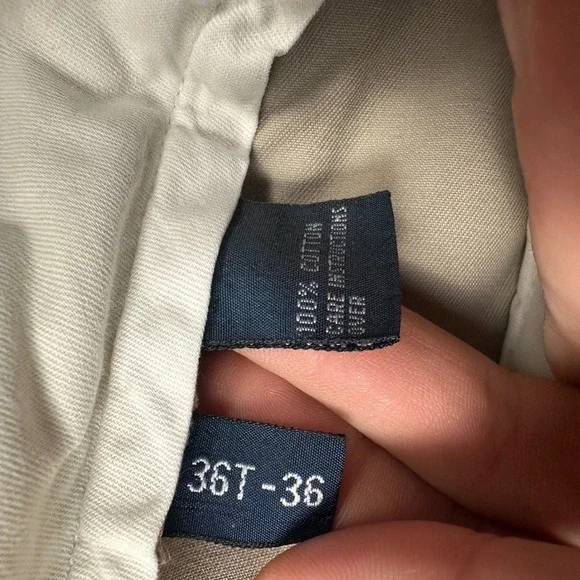 100% COTTON
CARE INSTRUCTIONS
OVER
36T-36